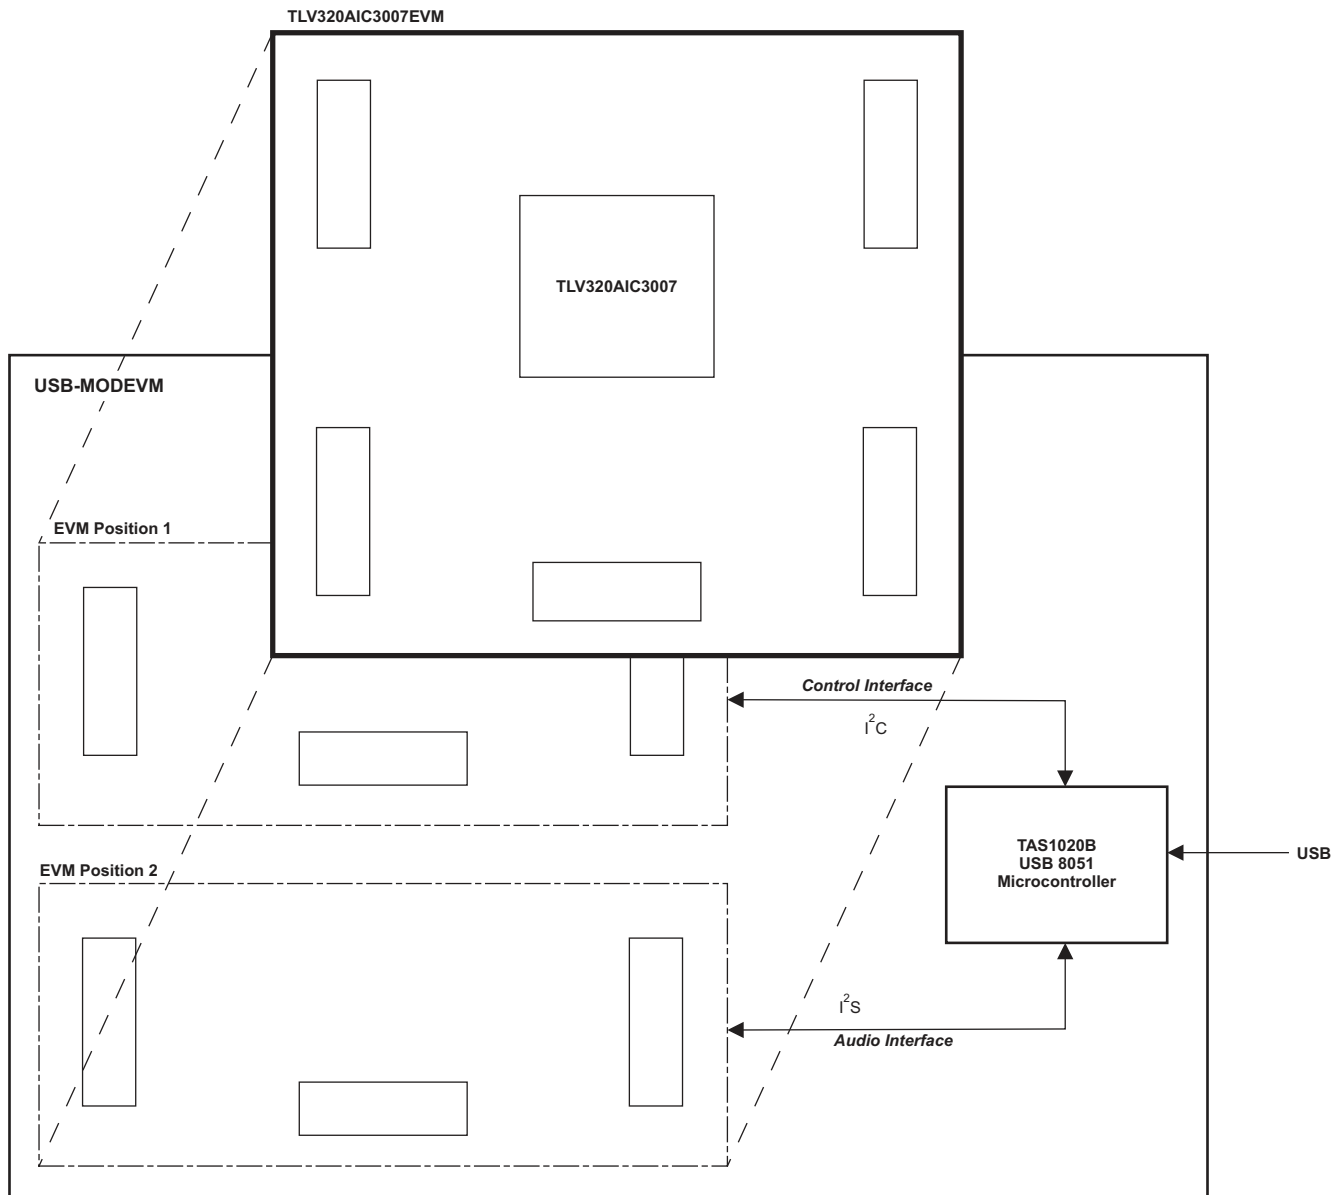 TLV320AIC3007EVM
TLV320AIC3007
USB-MODEVM
EVM Position 1
Control Interface
I²C
TAS1020B
USB 8051
Microcontroller
USB
EVM Position 2
I²S
Audio Interface